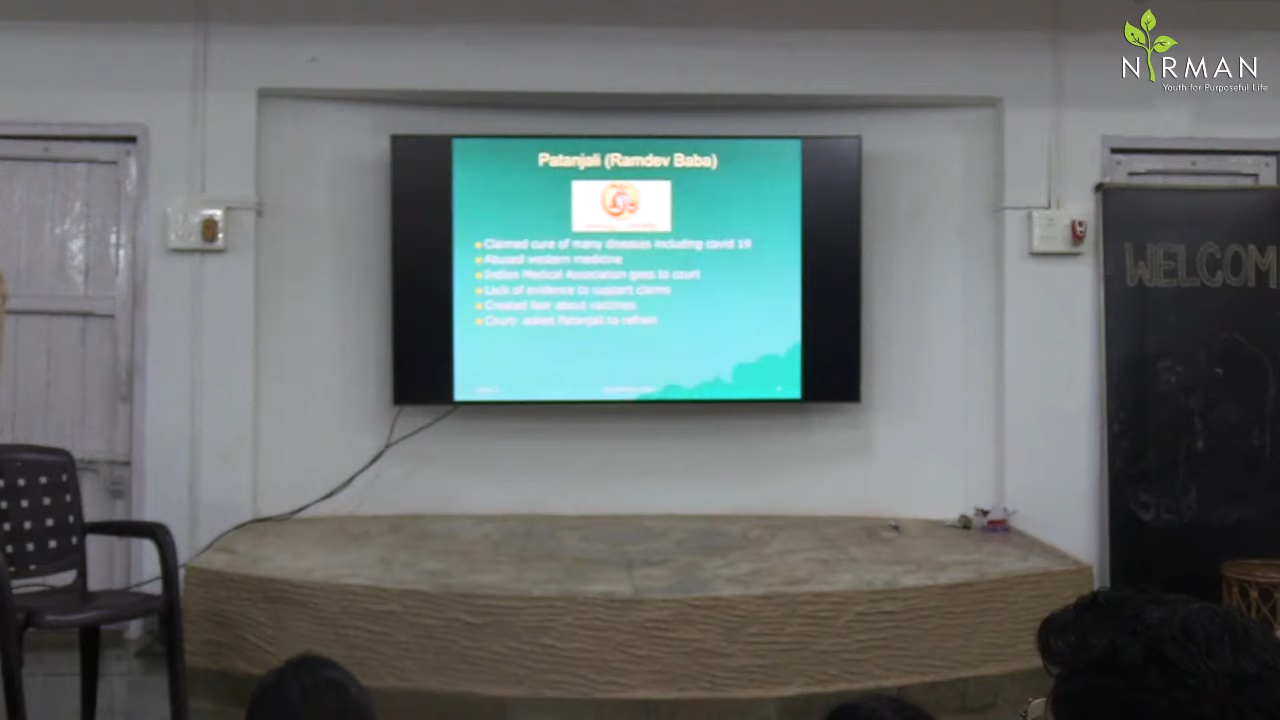 NIRMAN
Youth for Purposeful Life
Patanjali (Ramdev Baba)
Claimed cure of many diseases including covid 19
Abused western medicine
Indian Medical Association goes to court
Lack of evidence to support claims
Created fear about vaccines
Court asked Patanjali to refrain
WELCOM